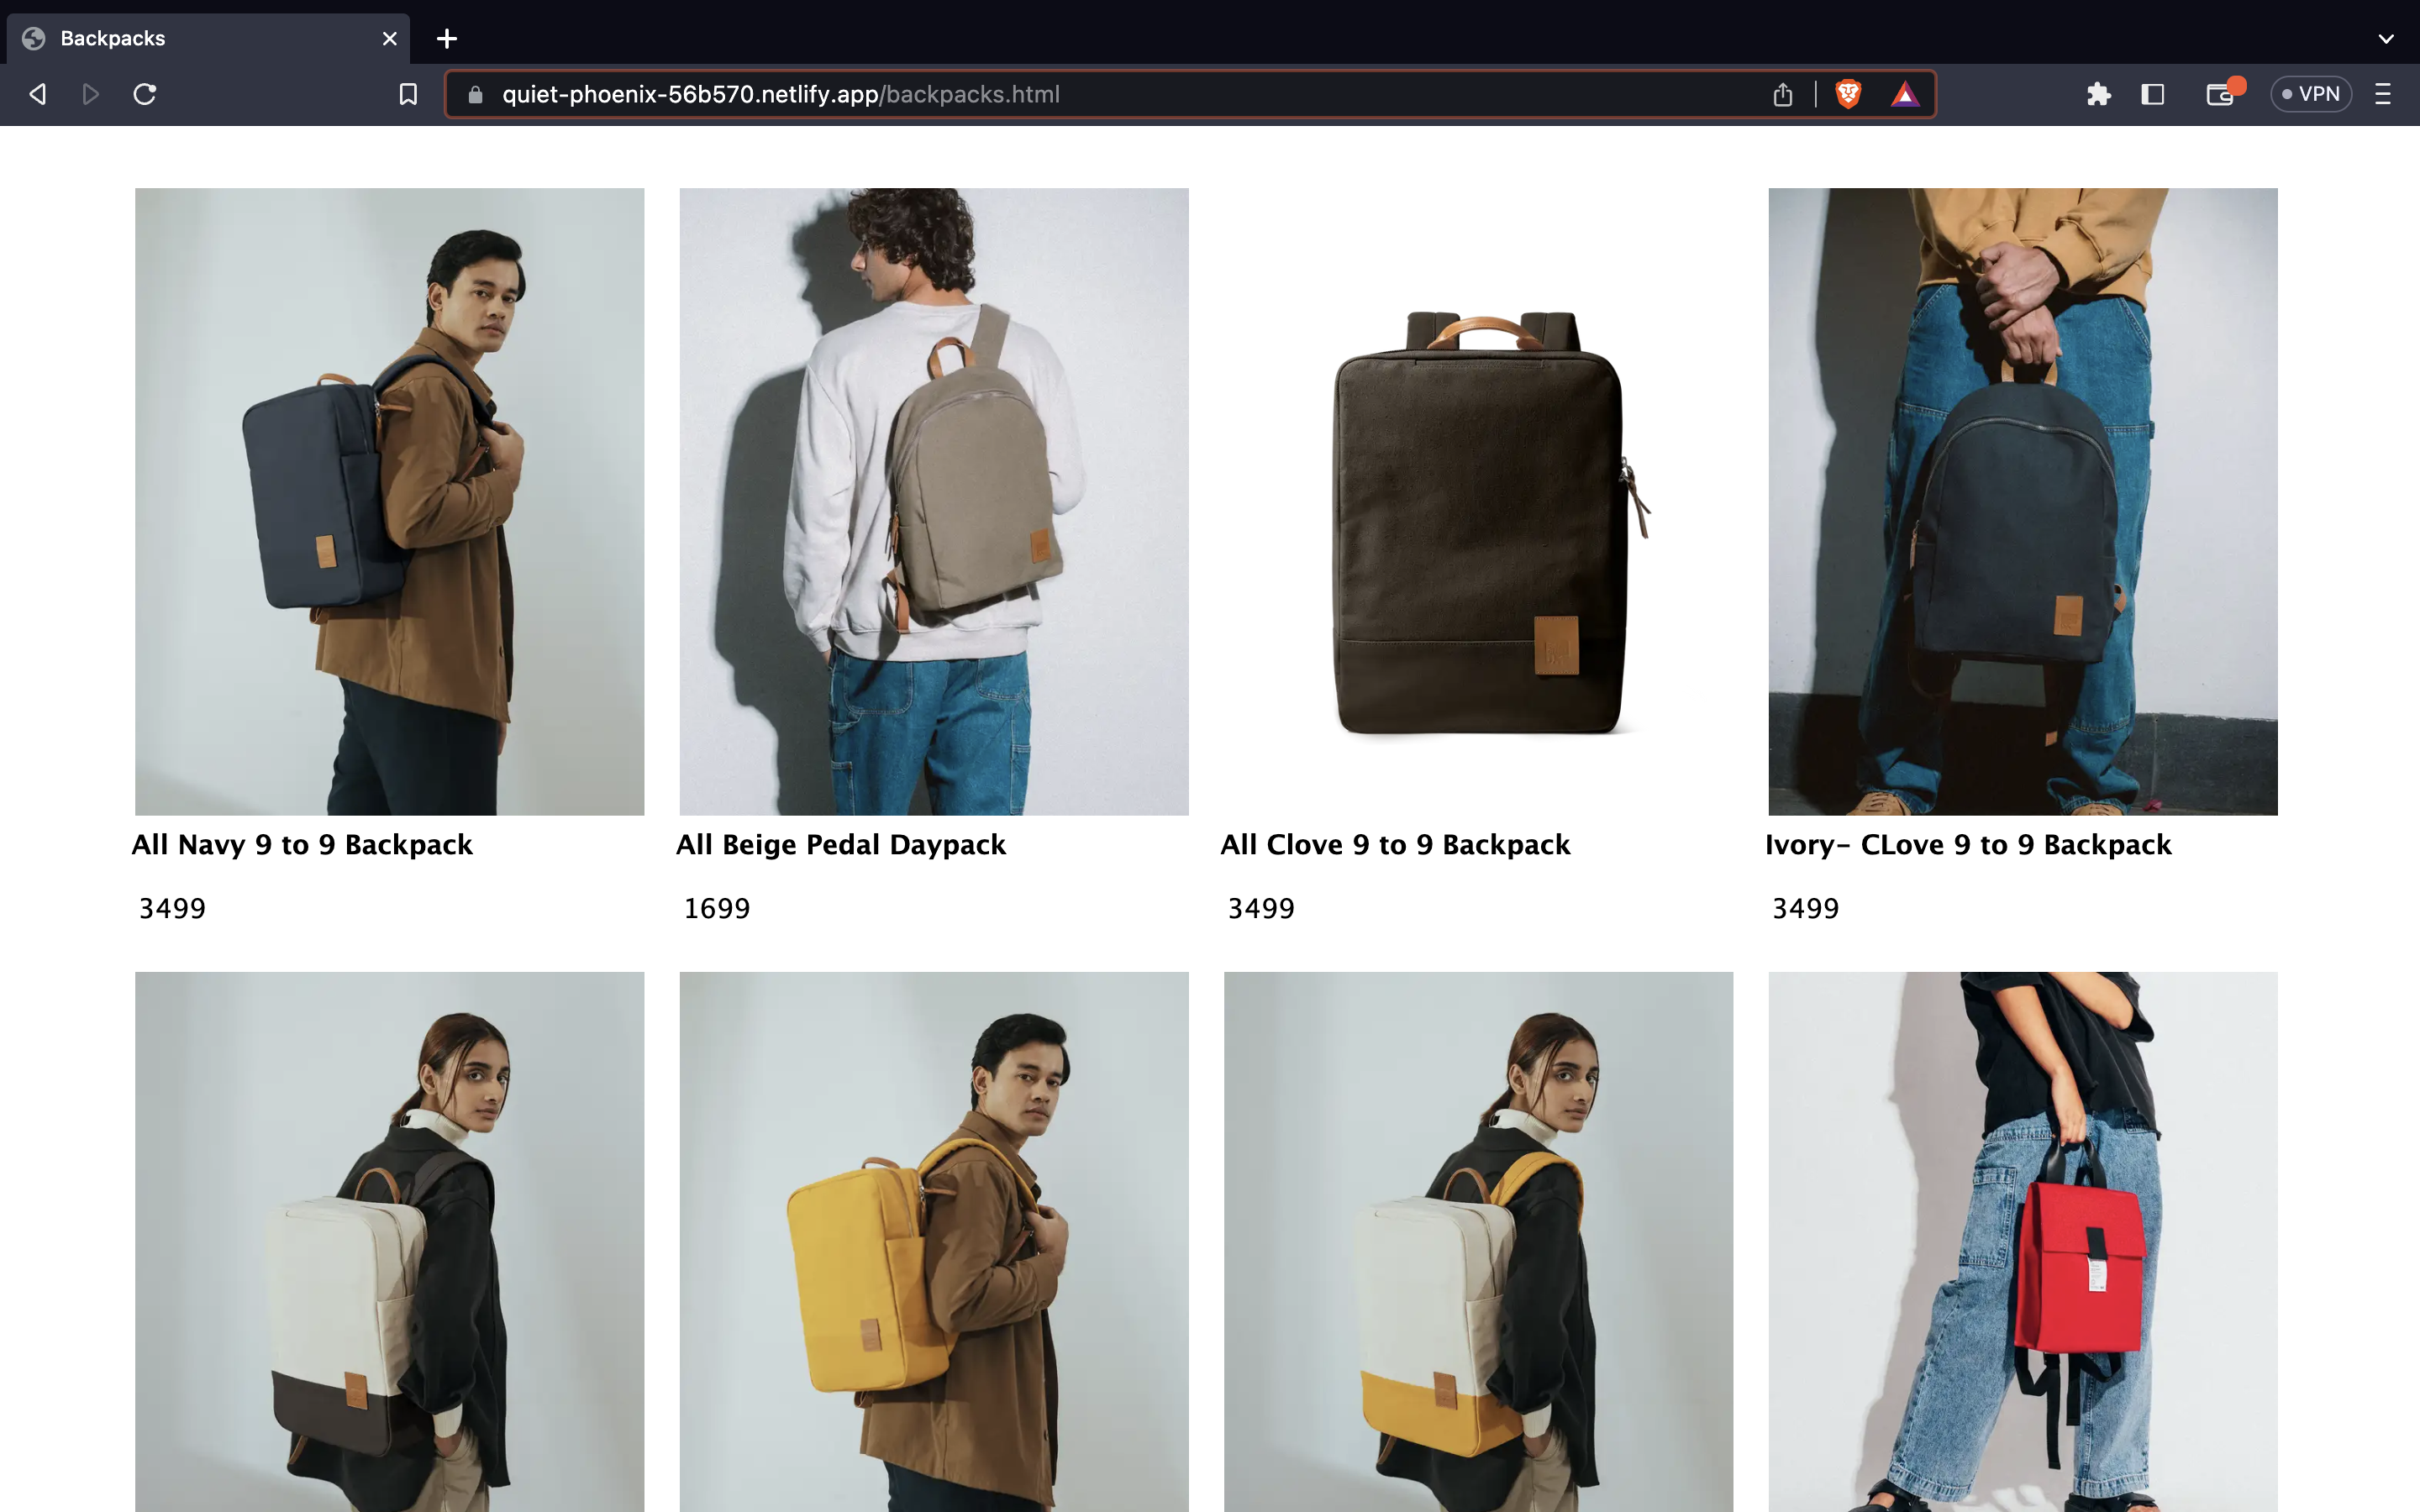 Backpacks
quiet-phoenix-56b570.netlify.app/backpacks.html
VPN
All Navy 9 to 9 Backpack
All Beige Pedal Daypack
All Clove 9 to 9 Backpack
Ivory- CLove 9 to 9 Backpack
3499
1699
3499
3499